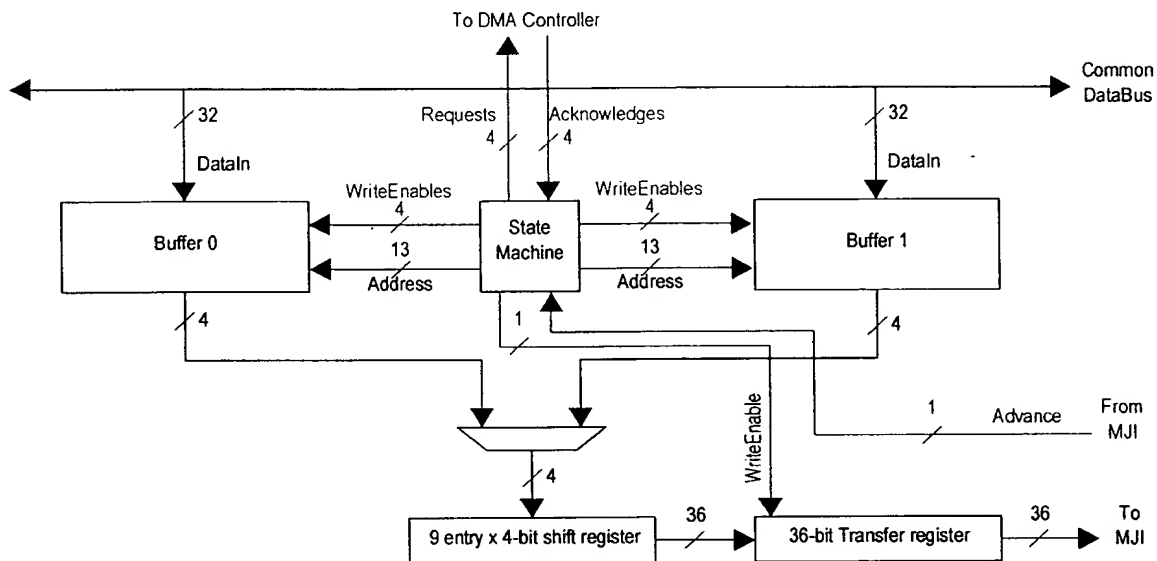 To DMA Controller
Common
DataBus
32
Requests
4
Acknowledges
4
32
DataIn
DataIn
WriteEnables
4
WriteEnables
4
Buffer 0
State
Machine
Buffer 1
13
Address
13
Address
4
1
4
WriteEnable
1
Advance
From
MJI
4
9 entry x 4-bit shift register
36
36-bit Transfer register
36
To
MJI